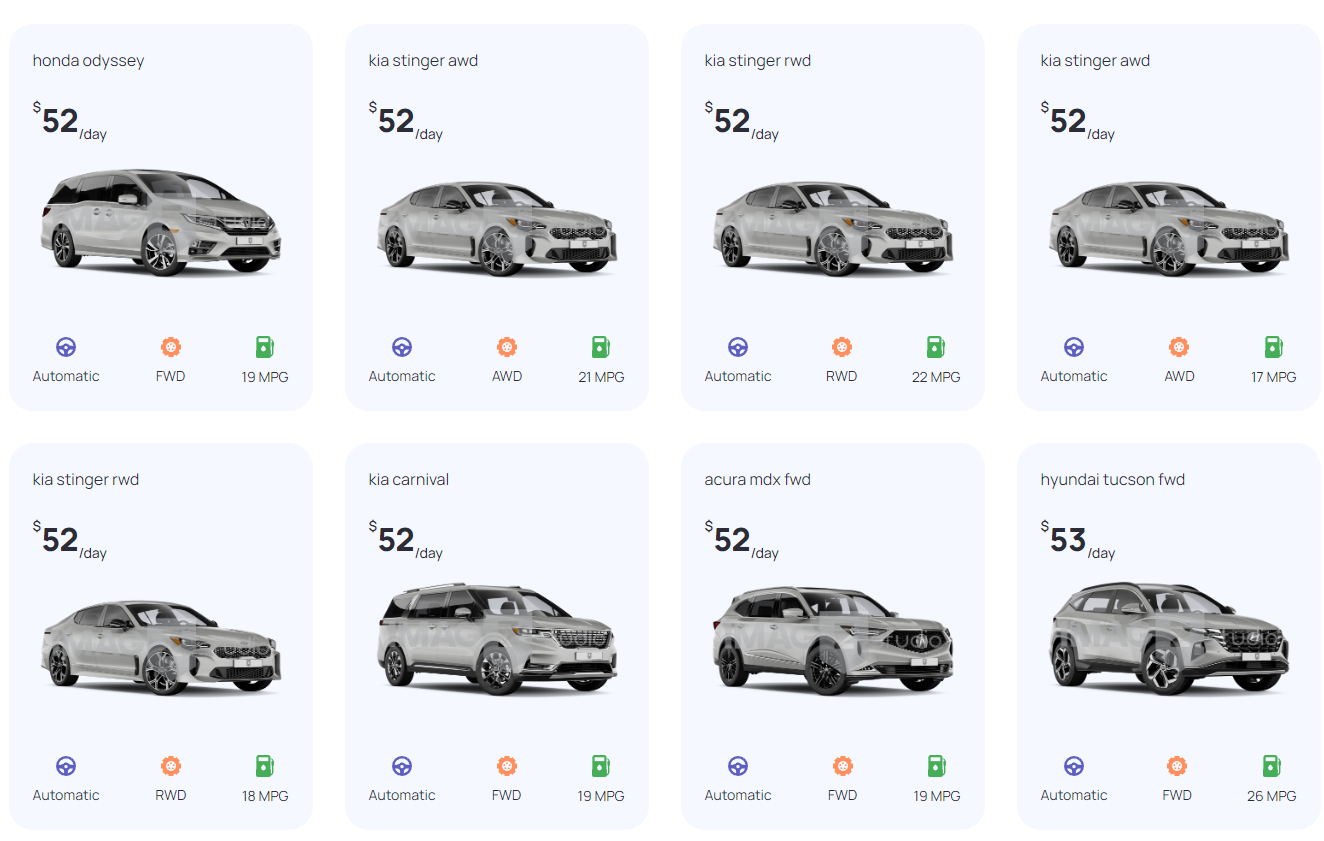 honda odyssey
$52/day
Automatic
FWD
19 MPG
kia stinger awd
$52/day
Automatic
AWD
21 MPG
kia stinger rwd
$52/day
Automatic
RWD
22 MPG
kia stinger awd
$52/day
Automatic
AWD
17 MPG
kia stinger rwd
$52/day
Automatic
RWD
18 MPG
kia carnival
$52/day
Automatic
FWD
19 MPG
acura mdx fwd
$52/day
Automatic
FWD
19 MPG
hyundai tucson fwd
$53/day
Automatic
FWD
26 MPG